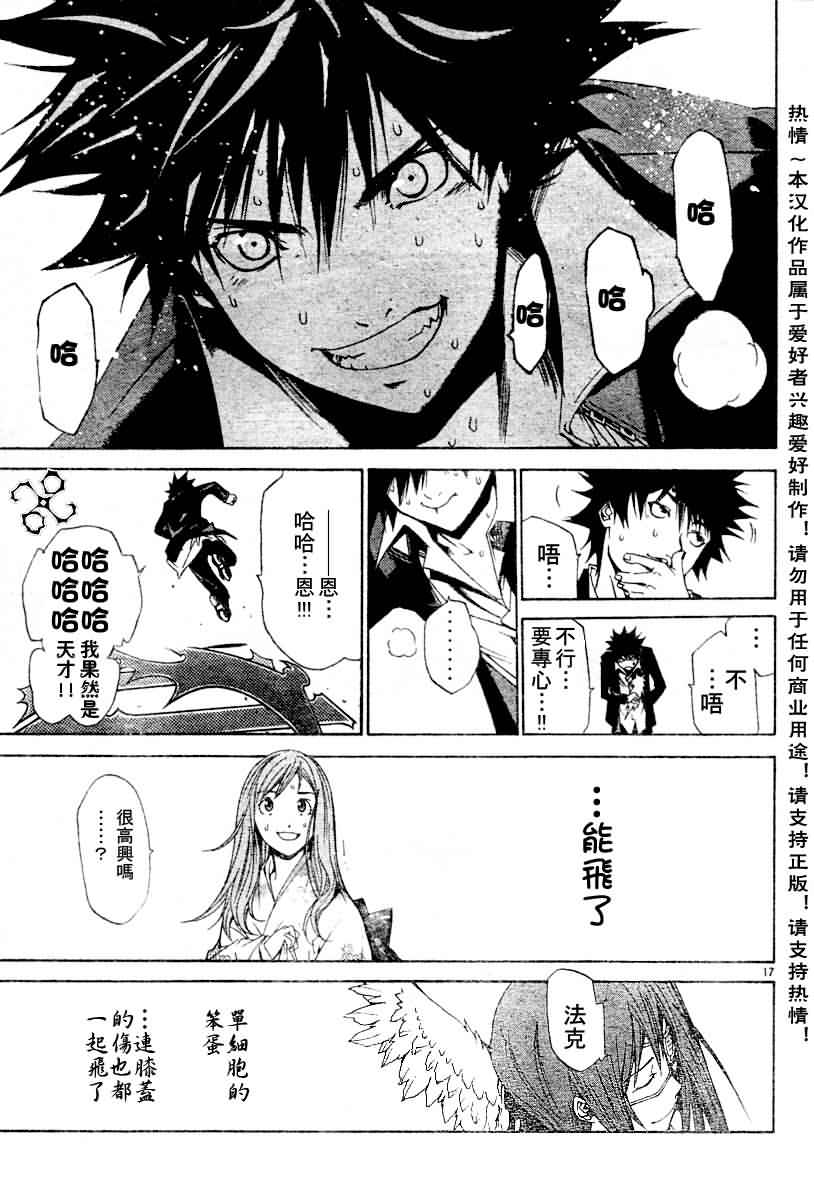 哈
哈
哈
哈
唔…
不
…
…唔
不行…
要專心…!!
………
——恩…
哈哈…恩!!!
哈哈哈
哈哈哈
我果然是
天才!!
…能飛了
很高興嗎
……?
17
法克
單細胞的
笨蛋
…連膝蓋
的傷也都
一起飛了
热情~本汉化作品属于爱好者兴趣爱好制作!请勿用于任何商业用途!请支持正版!请支持热情!